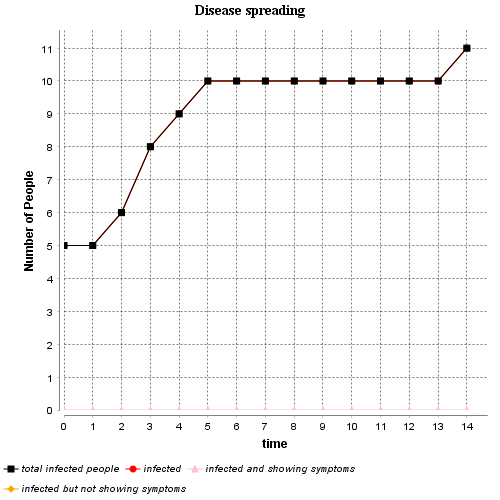 Disease spreading
Number of People
11
10
9
8
7
6
5
4
3
2
1
0
0 1 2 3 4 5 6 7 8 9 10 11 12 13 14
time
total infected people infected infected and showing symptoms
infected but not showing symptoms